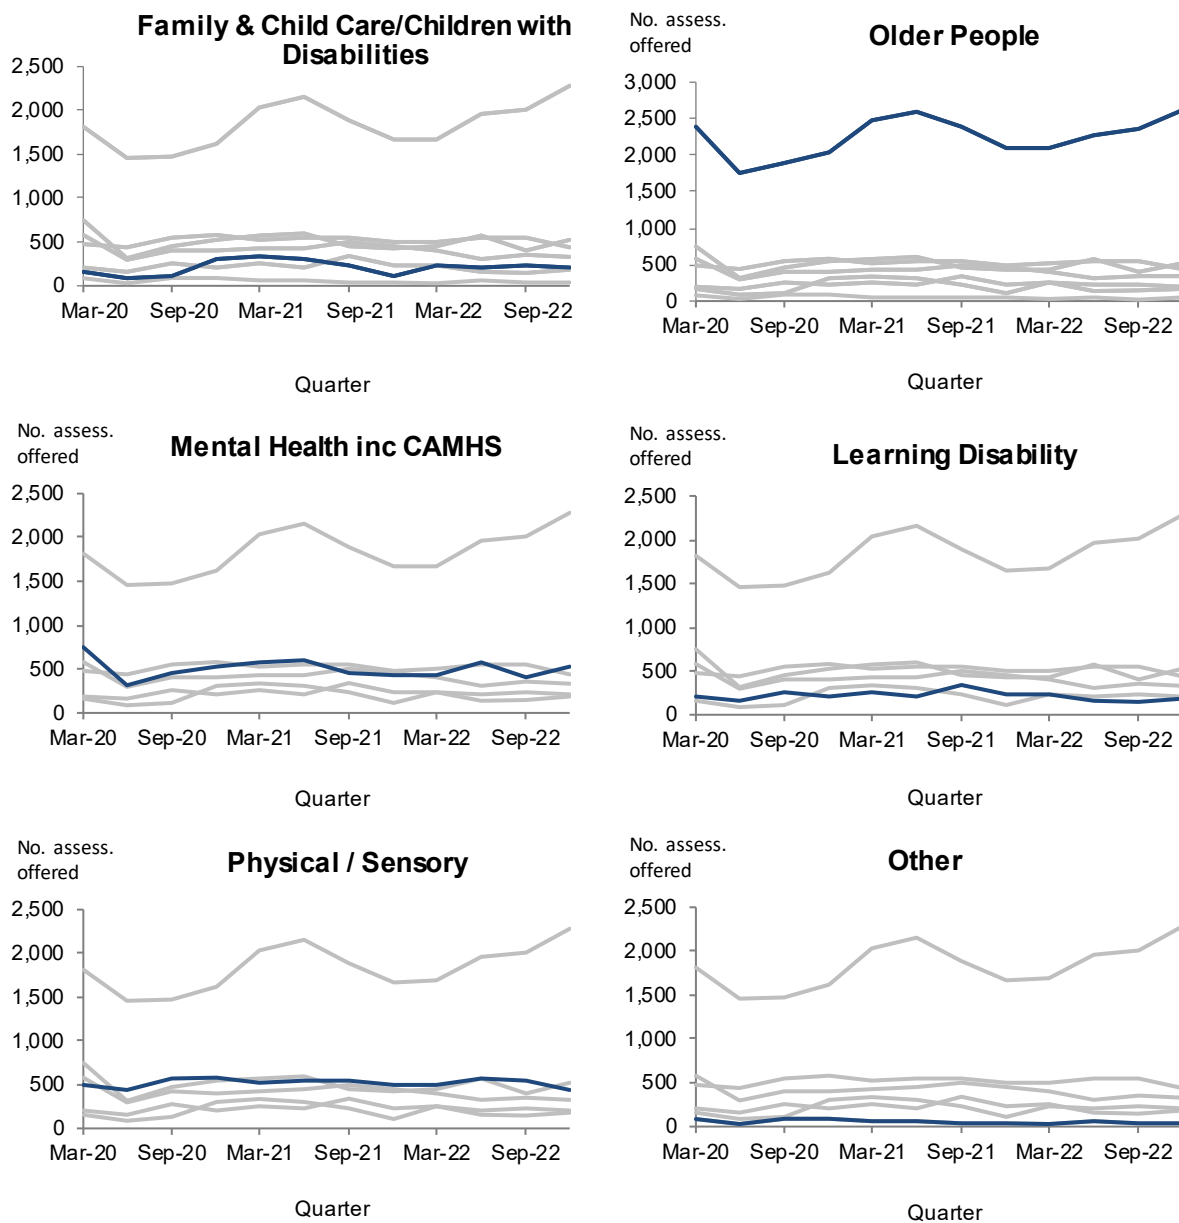 Family & Child Care/Children with
Disabilities
2,500
2,000
1,500
1,000
500
0
Mar-20 Sep-20 Mar-21 Sep-21 Mar-22 Sep-22
Quarter
No. assess.
offered
Older People
3,000
2,500
2,000
1,500
1,000
500
0
Mar-20 Sep-20 Mar-21 Sep-21 Mar-22 Sep-22
Quarter
No. assess.
offered
Mental Health inc CAMHS
2,500
2,000
1,500
1,000
500
0
Mar-20 Sep-20 Mar-21 Sep-21 Mar-22 Sep-22
Quarter
No. assess.
offered
Learning Disability
2,500
2,000
1,500
1,000
500
0
Mar-20 Sep-20 Mar-21 Sep-21 Mar-22 Sep-22
Quarter
No. assess.
offered
Physical / Sensory
2,500
2,000
1,500
1,000
500
0
Mar-20 Sep-20 Mar-21 Sep-21 Mar-22 Sep-22
Quarter
No. assess.
offered
Other
2,500
2,000
1,500
1,000
500
0
Mar-20 Sep-20 Mar-21 Sep-21 Mar-22 Sep-22
Quarter